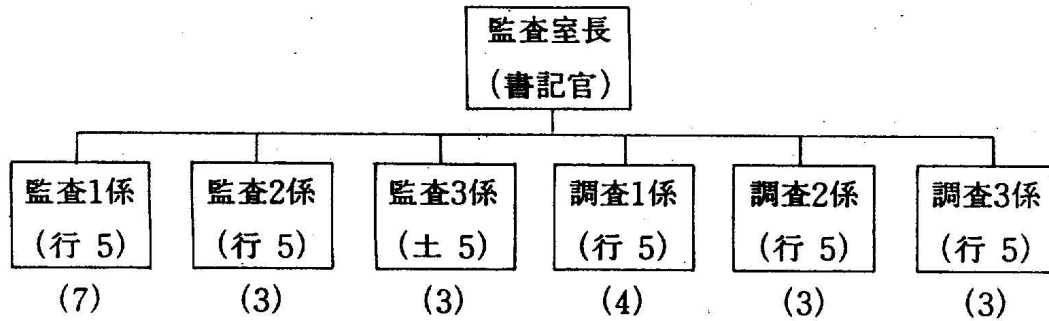 監査室長
(書記官)
監査1係 監査2係 監査3係 調査1係 調査2係 調査3係
(行 5) (行 5) (土 5) (行 5) (行 5) (行 5)
(7) (3) (3) (4) (3) (3)